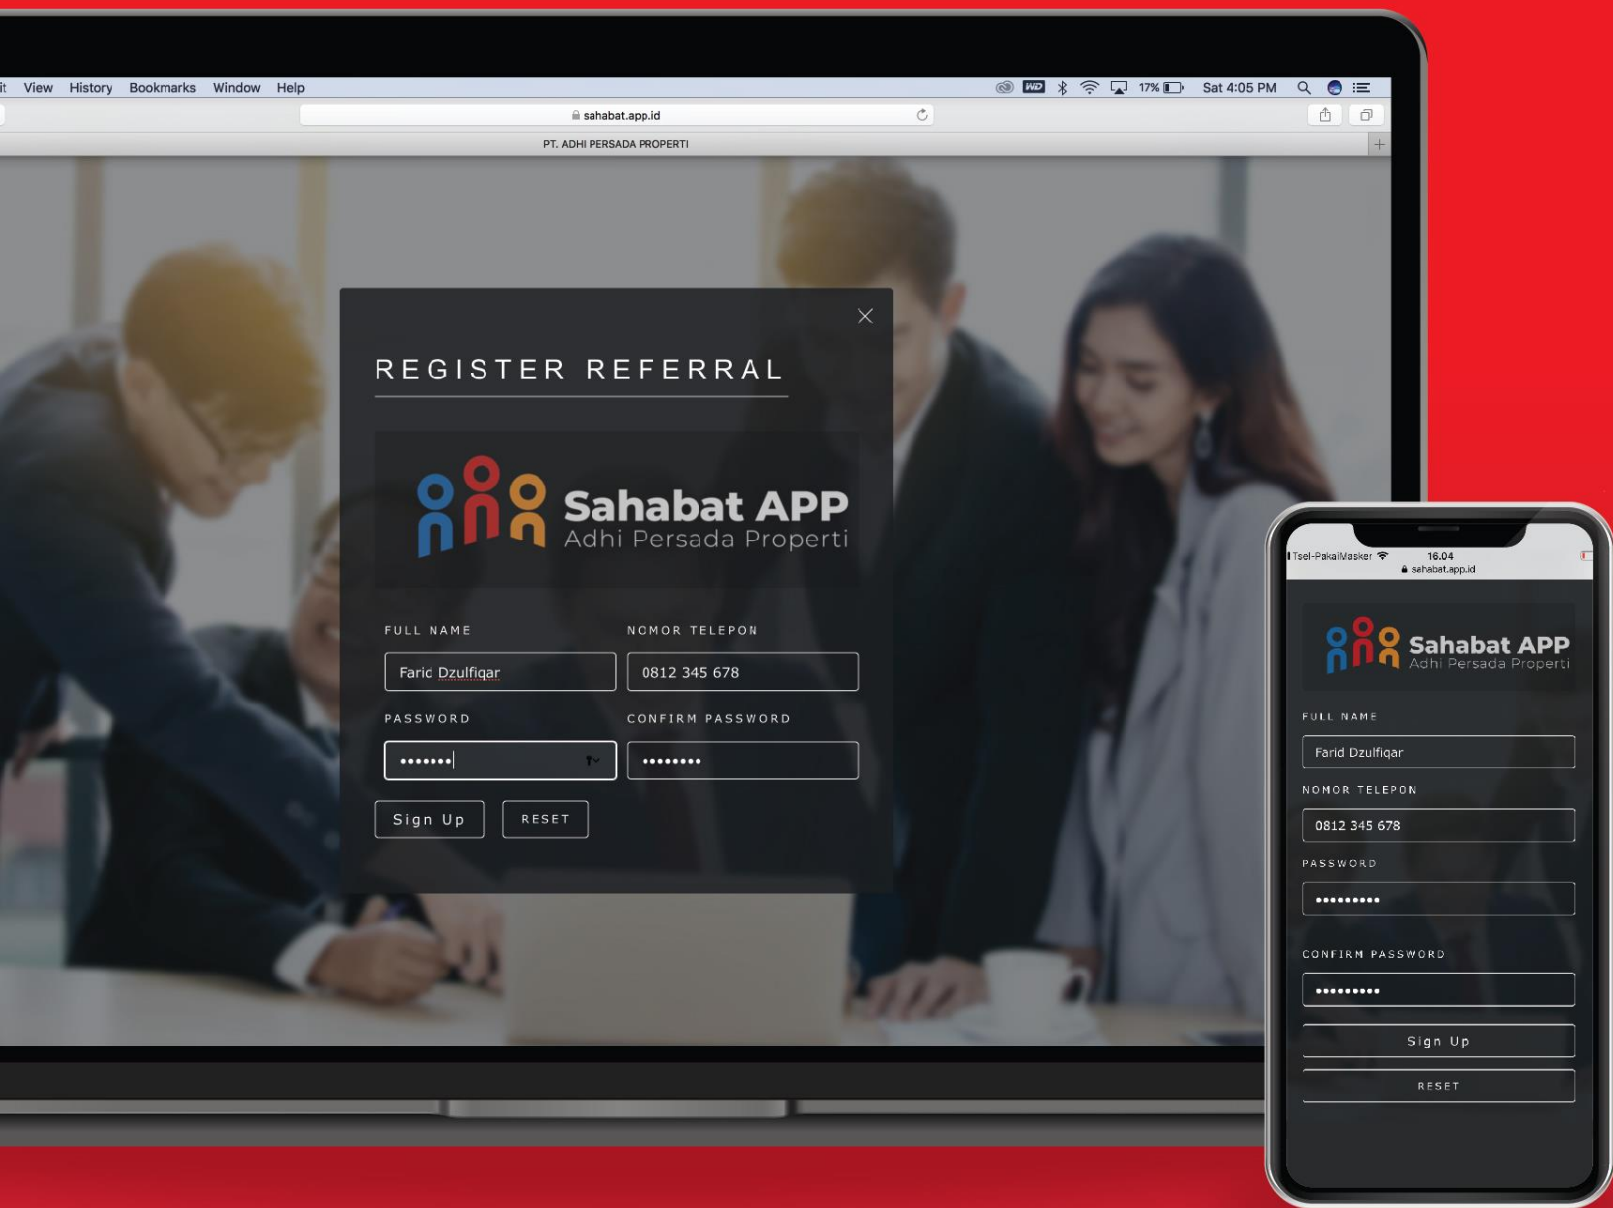 it View History Bookmarks Window Help
WD 17% Sat 4:05 PM
sahabat.app.id
PT. ADHI PERSADA PROPERTI
REGISTER REFERRAL
Sahabat APP
Adhi Persada Properti
FULL NAME NOMOR TELEPON
Farid Dzulfiqar 0812 345 678
PASSWORD CONFIRM PASSWORD
••••••• ••••••••
Sign Up RESET
Tsel-PakaiMasker 16.04
sahabat.app.id
Sahabat APP
Adhi Persada Properti
FULL NAME
Farid Dzulfiqar
NOMOR TELEPON
0812 345 678
PASSWORD
•••••••••
CONFIRM PASSWORD
•••••••••
Sign Up
RESET